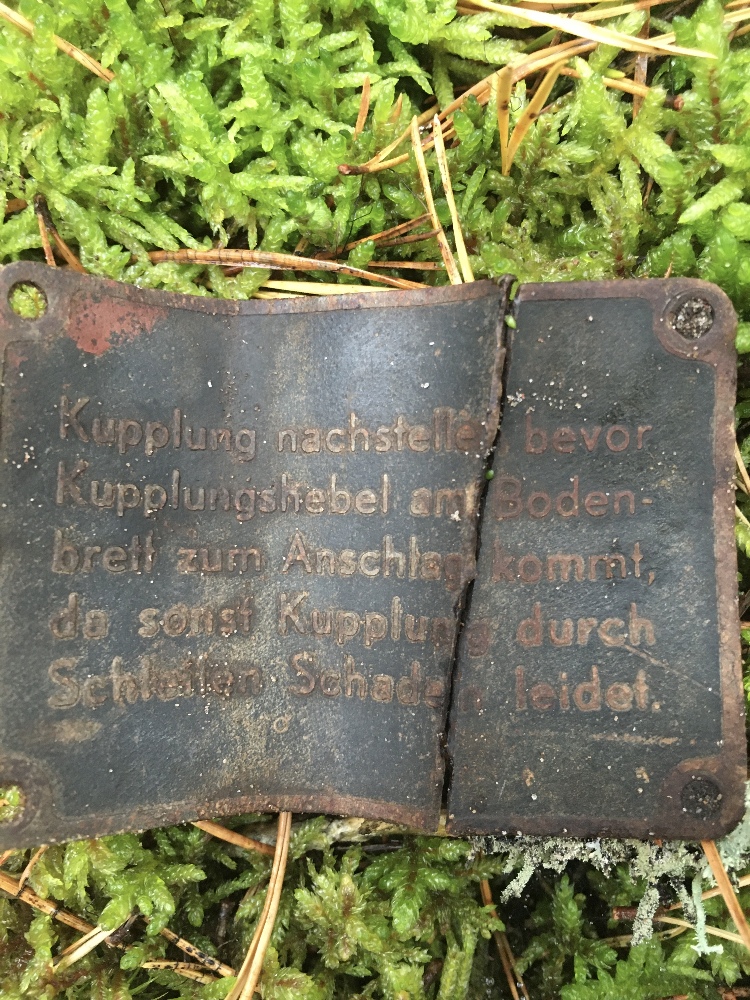 Kupplung nachstellen, bevor
Kupplungshebel am Boden-
brett zum Anschlag kommt,
da sonst Kupplung durch
Schleifen Schaden leidet.